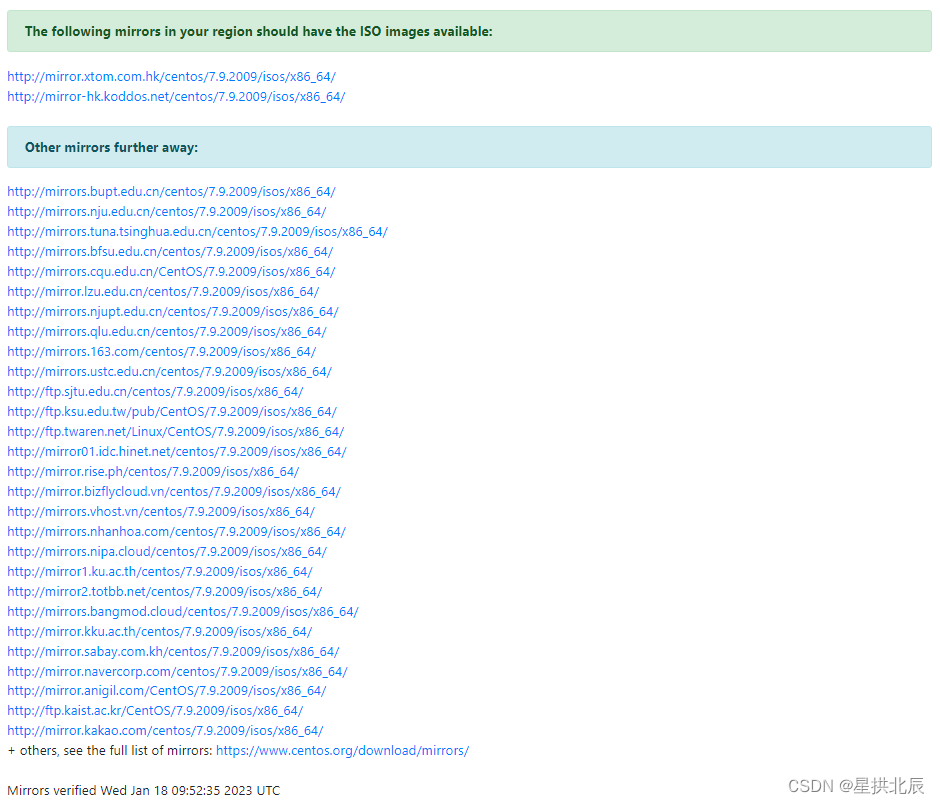 The following mirrors in your region should have the ISO images available:
http://mirror.xtom.com.hk/centos/7.9.2009/isos/x86_64/
http://mirror-hk.koddos.net/centos/7.9.2009/isos/x86_64/
Other mirrors further away:
http://mirrors.bupt.edu.cn/centos/7.9.2009/isos/x86_64/
http://mirrors.nju.edu.cn/centos/7.9.2009/isos/x86_64/
http://mirrors.tuna.tsinghua.edu.cn/centos/7.9.2009/isos/x86_64/
http://mirrors.bfsu.edu.cn/centos/7.9.2009/isos/x86_64/
http://mirrors.cqu.edu.cn/CentOS/7.9.2009/isos/x86_64/
http://mirror.lzu.edu.cn/centos/7.9.2009/isos/x86_64/
http://mirrors.njupt.edu.cn/centos/7.9.2009/isos/x86_64/
http://mirrors.qlu.edu.cn/centos/7.9.2009/isos/x86_64/
http://mirrors.163.com/centos/7.9.2009/isos/x86_64/
http://mirrors.ustc.edu.cn/centos/7.9.2009/isos/x86_64/
http://ftp.sjtu.edu.cn/centos/7.9.2009/isos/x86_64/
http://ftp.ksu.edu.tw/pub/CentOS/7.9.2009/isos/x86_64/
http://ftp.twaren.net/Linux/CentOS/7.9.2009/isos/x86_64/
http://mirror01.idc.hinet.net/centos/7.9.2009/isos/x86_64/
http://mirror.rise.ph/centos/7.9.2009/isos/x86_64/
http://mirror.bizflycloud.vn/centos/7.9.2009/isos/x86_64/
http://mirrors.vhost.vn/centos/7.9.2009/isos/x86_64/
http://mirrors.nhanhoa.com/centos/7.9.2009/isos/x86_64/
http://mirrors.nipa.cloud/centos/7.9.2009/isos/x86_64/
http://mirror1.ku.ac.th/centos/7.9.2009/isos/x86_64/
http://mirror2.totbb.net/centos/7.9.2009/isos/x86_64/
http://mirrors.bangmod.cloud/centos/7.9.2009/isos/x86_64/
http://mirror.kku.ac.th/centos/7.9.2009/isos/x86_64/
http://mirror.sabay.com.kh/centos/7.9.2009/isos/x86_64/
http://mirror.navercorp.com/centos/7.9.2009/isos/x86_64/
http://mirror.anigil.com/CentOS/7.9.2009/isos/x86_64/
http://ftp.kaist.ac.kr/CentOS/7.9.2009/isos/x86_64/
http://mirror.kakao.com/centos/7.9.2009/isos/x86_64/
+ others, see the full list of mirrors: https://www.centos.org/download/mirrors/
Mirrors verified Wed Jan 18 09:52:35 2023 UTC
CSDN @星拱北辰